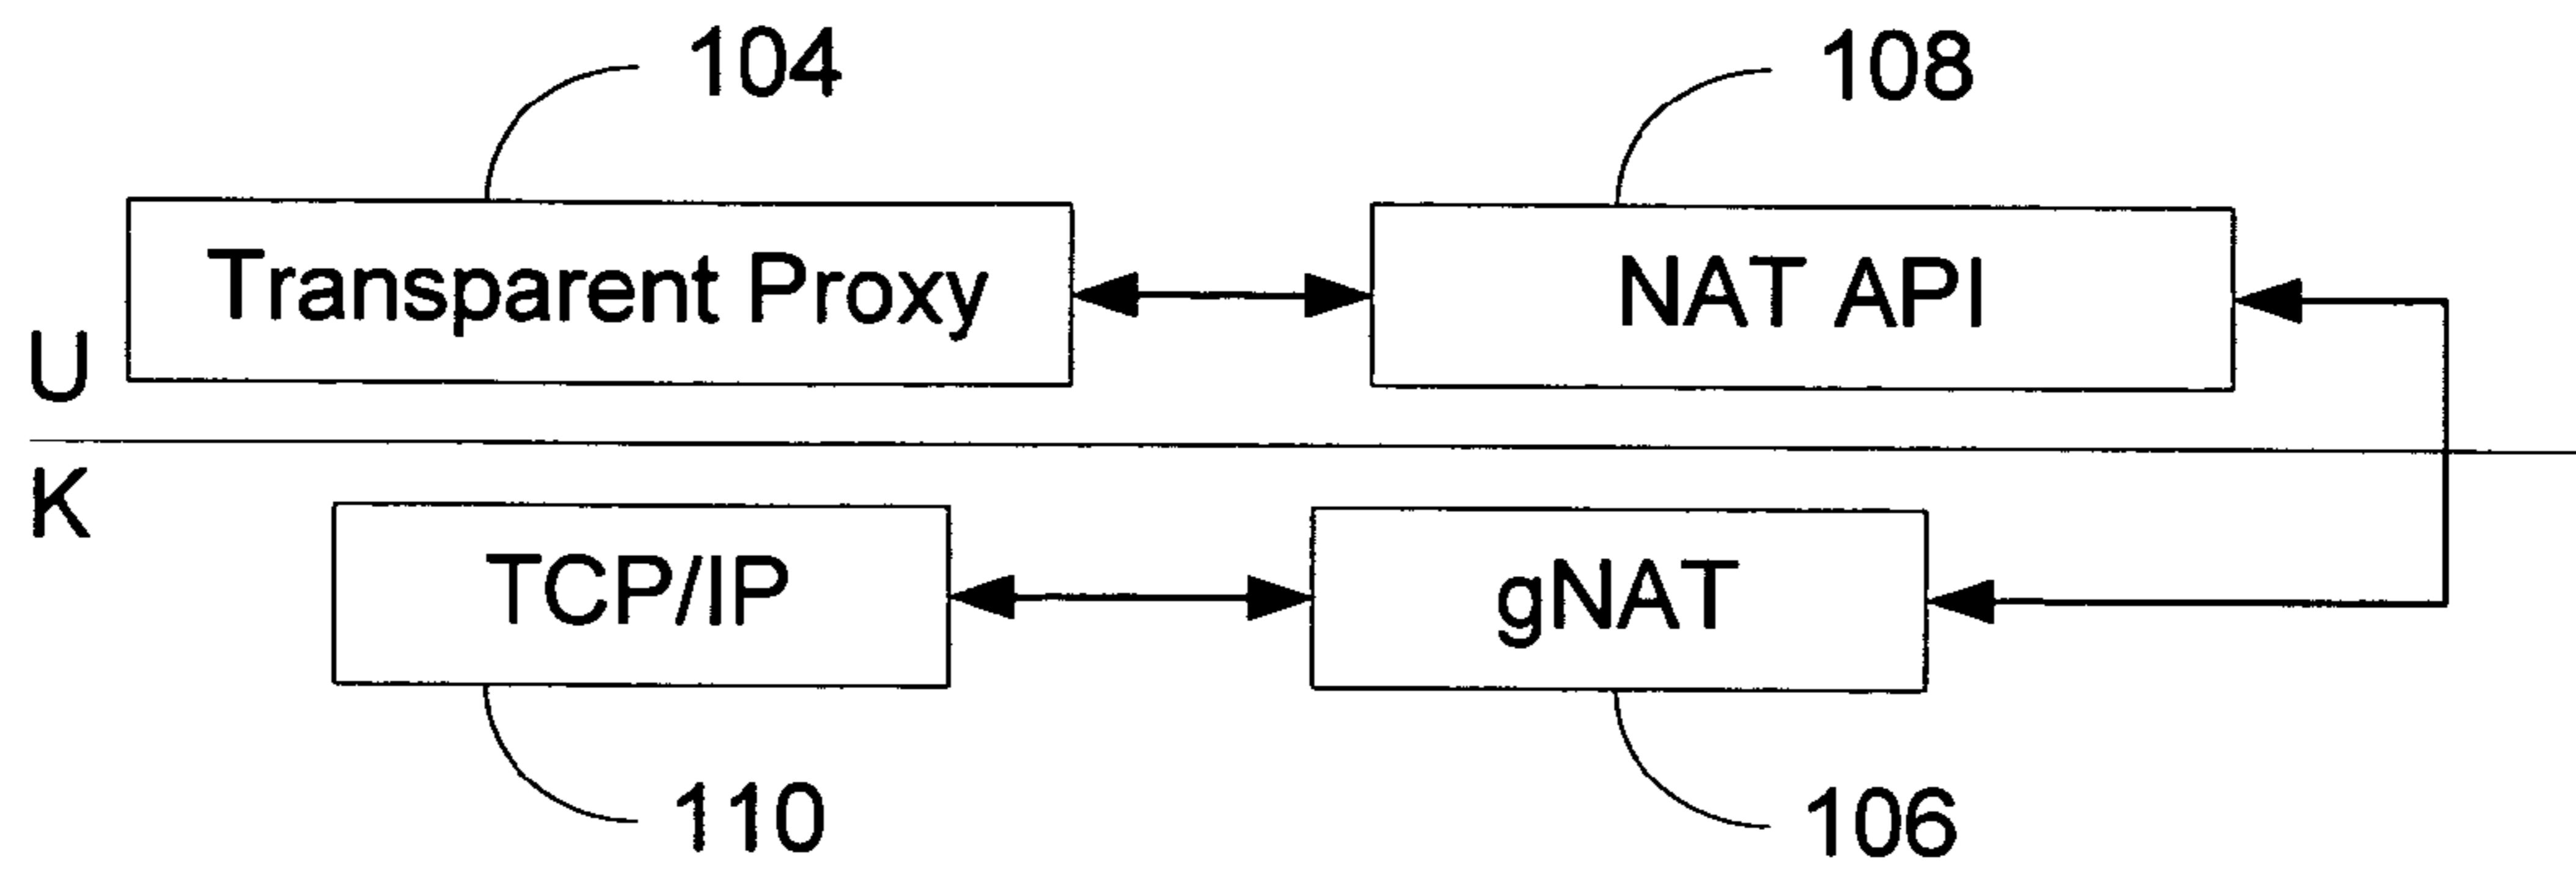 104
108
Transparent Proxy
NAT API
U
K
TCP/IP
gNAT
110
106